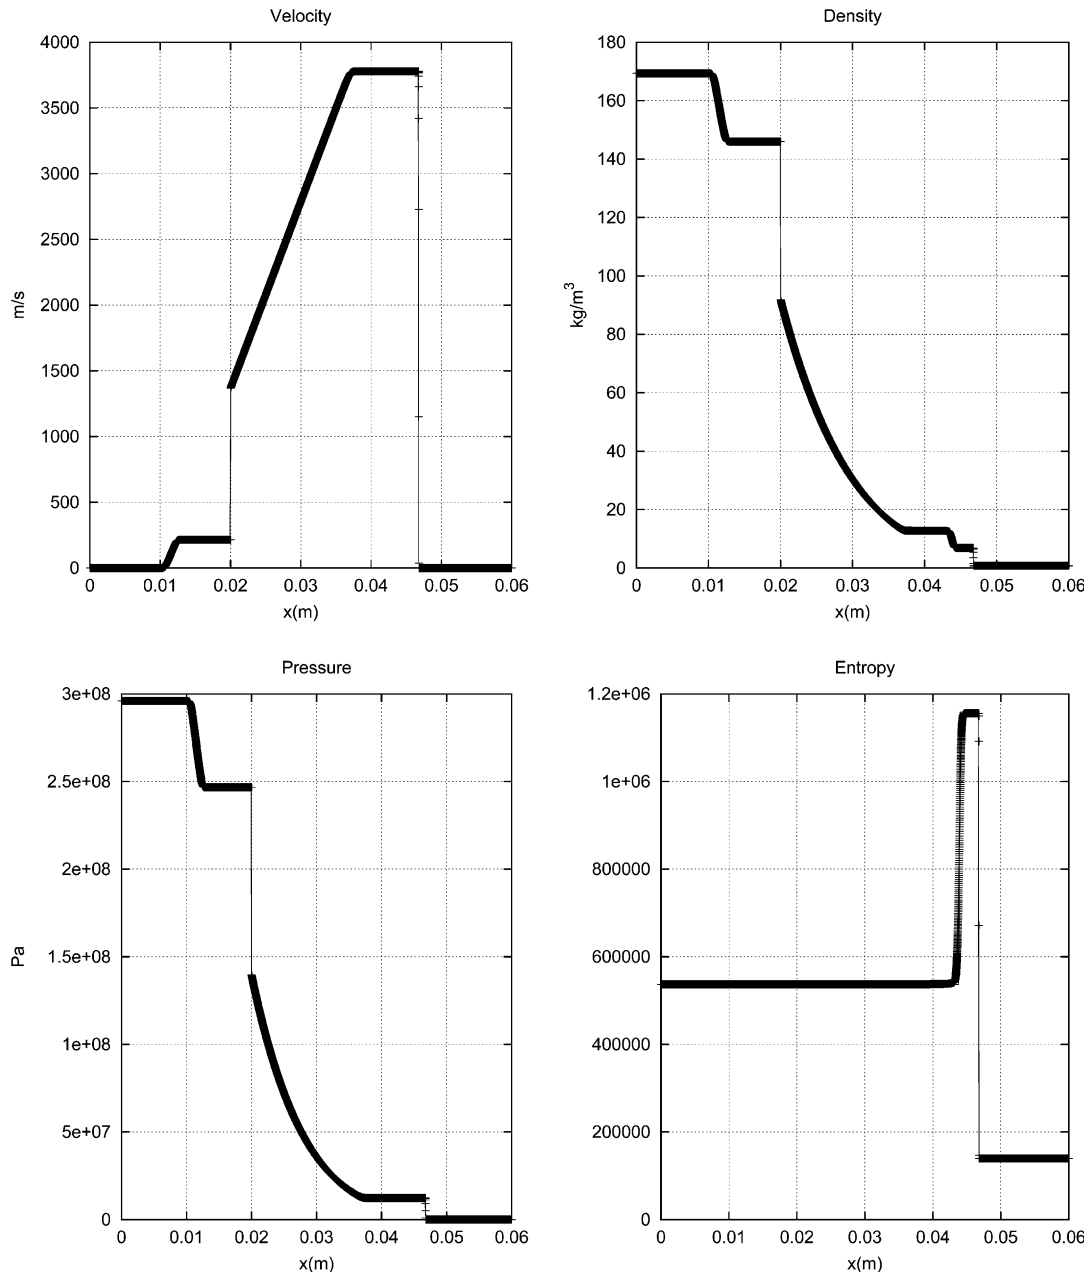 Velocity
4000
3500
3000
2500
2000
1500
1000
500
0
m/s
0 0.01 0.02 0.03 0.04 0.05 0.06
x(m)
Density
180
160
140
120
100
80
60
40
20
0
kg/m³
0 0.01 0.02 0.03 0.04 0.05 0.06
x(m)
Pressure
3e+08
2.5e+08
2e+08
1.5e+08
1e+08
5e+07
0
Pa
0 0.01 0.02 0.03 0.04 0.05 0.06
x(m)
Entropy
1.2e+06
1e+06
800000
600000
400000
200000
0
0 0.01 0.02 0.03 0.04 0.05 0.06
x(m)